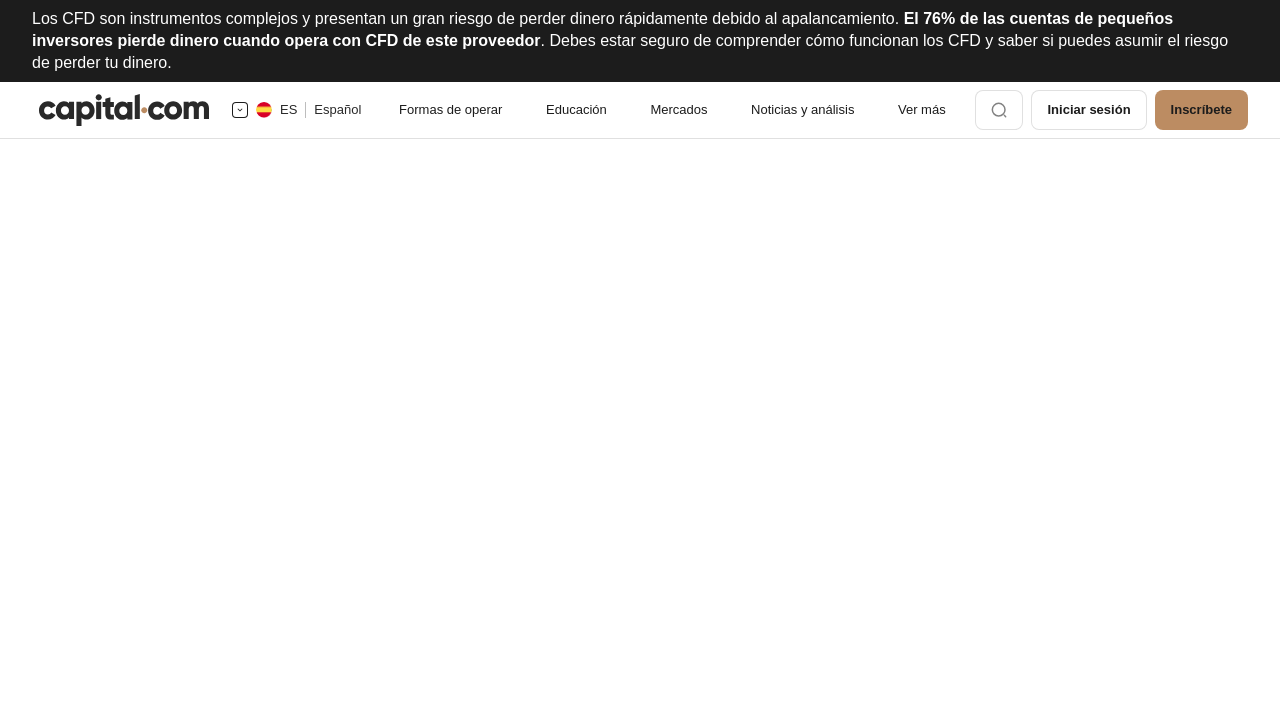 Los CFD son instrumentos complejos y presentan un gran riesgo de perder dinero rápidamente debido al apalancamiento. El 76% de las cuentas de pequeños
inversores pierde dinero cuando opera con CFD de este proveedor. Debes estar seguro de comprender cómo funcionan los CFD y saber si puedes asumir el riesgo
de perder tu dinero.
capital.com ES Español Formas de operar Educación Mercados Noticias y análisis Ver más Iniciar sesión Inscríbete